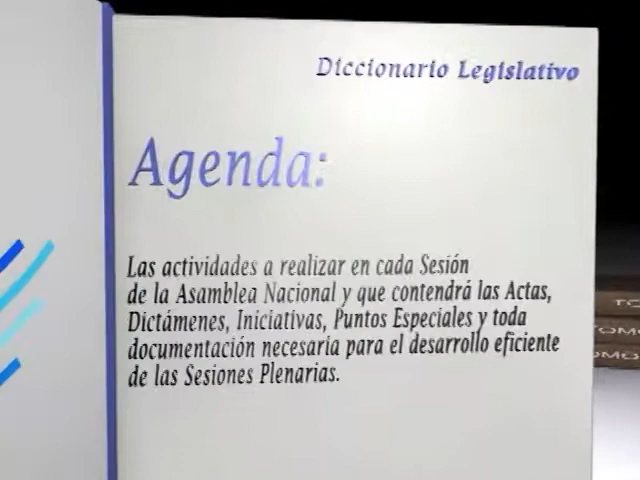 Diccionario Legislativo
Agenda:
Las actividades a realizar en cada Sesión
de la Asamblea Nacional y que contendrá las Actas,
Dictámenes, Iniciativas, Puntos Especiales y toda
documentación necesaria para el desarrollo eficiente
de las Sesiones Plenarias.